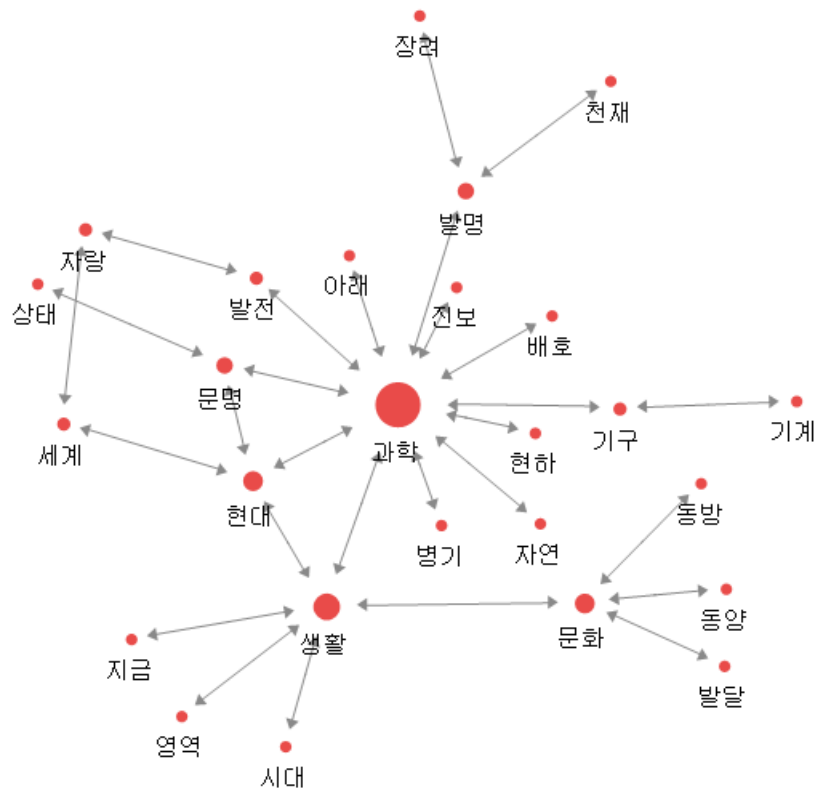 장려
천재
발명
자랑
아래
발전
상태
진보
배호
문명
기계
기구
과학
세계
현하
현대
동방
병기
자연
동양
생활
문화
지금
발달
영역
시대